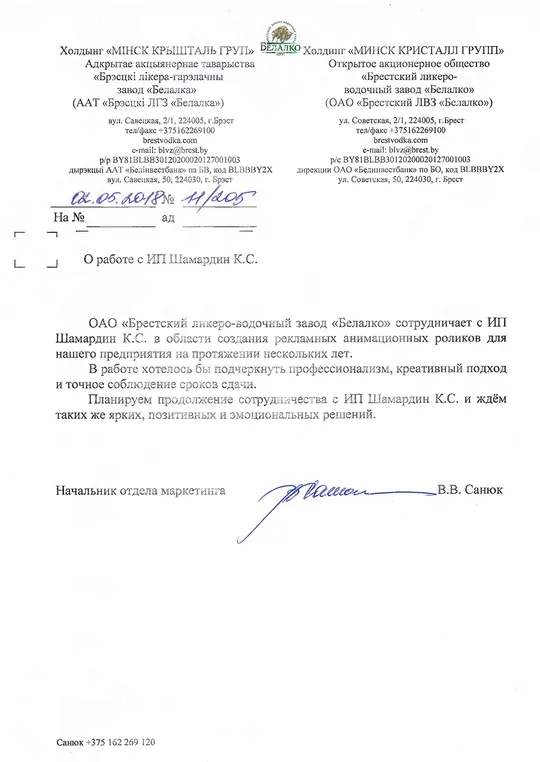 БЕЛАЛКО
Холдынг «МІНСК КРЫШТАЛЬ ГРУП»
Адкрытае акцыянернае таварыства
«Брэсцкі лікера-гарэлачны
завод «Белалка»
(ААТ «Брэсцкі ЛГЗ «Белалка»)
вул. Савецкая, 2/1, 224005, г.Брэст
тел/факс +375162269100
brestvodka.com
e-mail: blvz@brest.by
р/р BY81BLBB30120200020127001003
дырэкцыі ААТ «Белінвестбанк» па БВ, код BLBBBY2X
вул. Савецкая, 50, 224030, г. Брэст
Холдинг «МИНСК КРИСТАЛЛ ГРУПП»
Открытое акционерное общество
«Брестский ликеро-
водочный завод «Белалко»
(ОАО «Брестский ЛВЗ «Белалко»)
ул. Советская, 2/1, 224005, г. Брест
тел/факс +375162269100
brestvodka.com
e-mail: blvz@brest.by
р/с BY81BLBB30120200020127001003
дирекции ОАО «Белинвестбанк» по БО, код BLBBBY2X
ул. Советская, 50, 224030, г. Брест
02.05.2018 № 11/205
На № ад
О работе с ИП Шамардин К.С.
ОАО «Брестский ликеро-водочный завод «Белалко» сотрудничает с ИП
Шамардин К.С. в области создания рекламных анимационных роликов для
нашего предприятия на протяжении нескольких лет.
В работе хотелось бы подчеркнуть профессионализм, креативный подход
и точное соблюдение сроков сдачи.
Планируем продолжение сотрудничества с ИП Шамардин К.С. и ждём
таких же ярких, позитивных и эмоциональных решений.
Начальник отдела маркетинга В.В. Санюк
Санюк +375 162 269 120